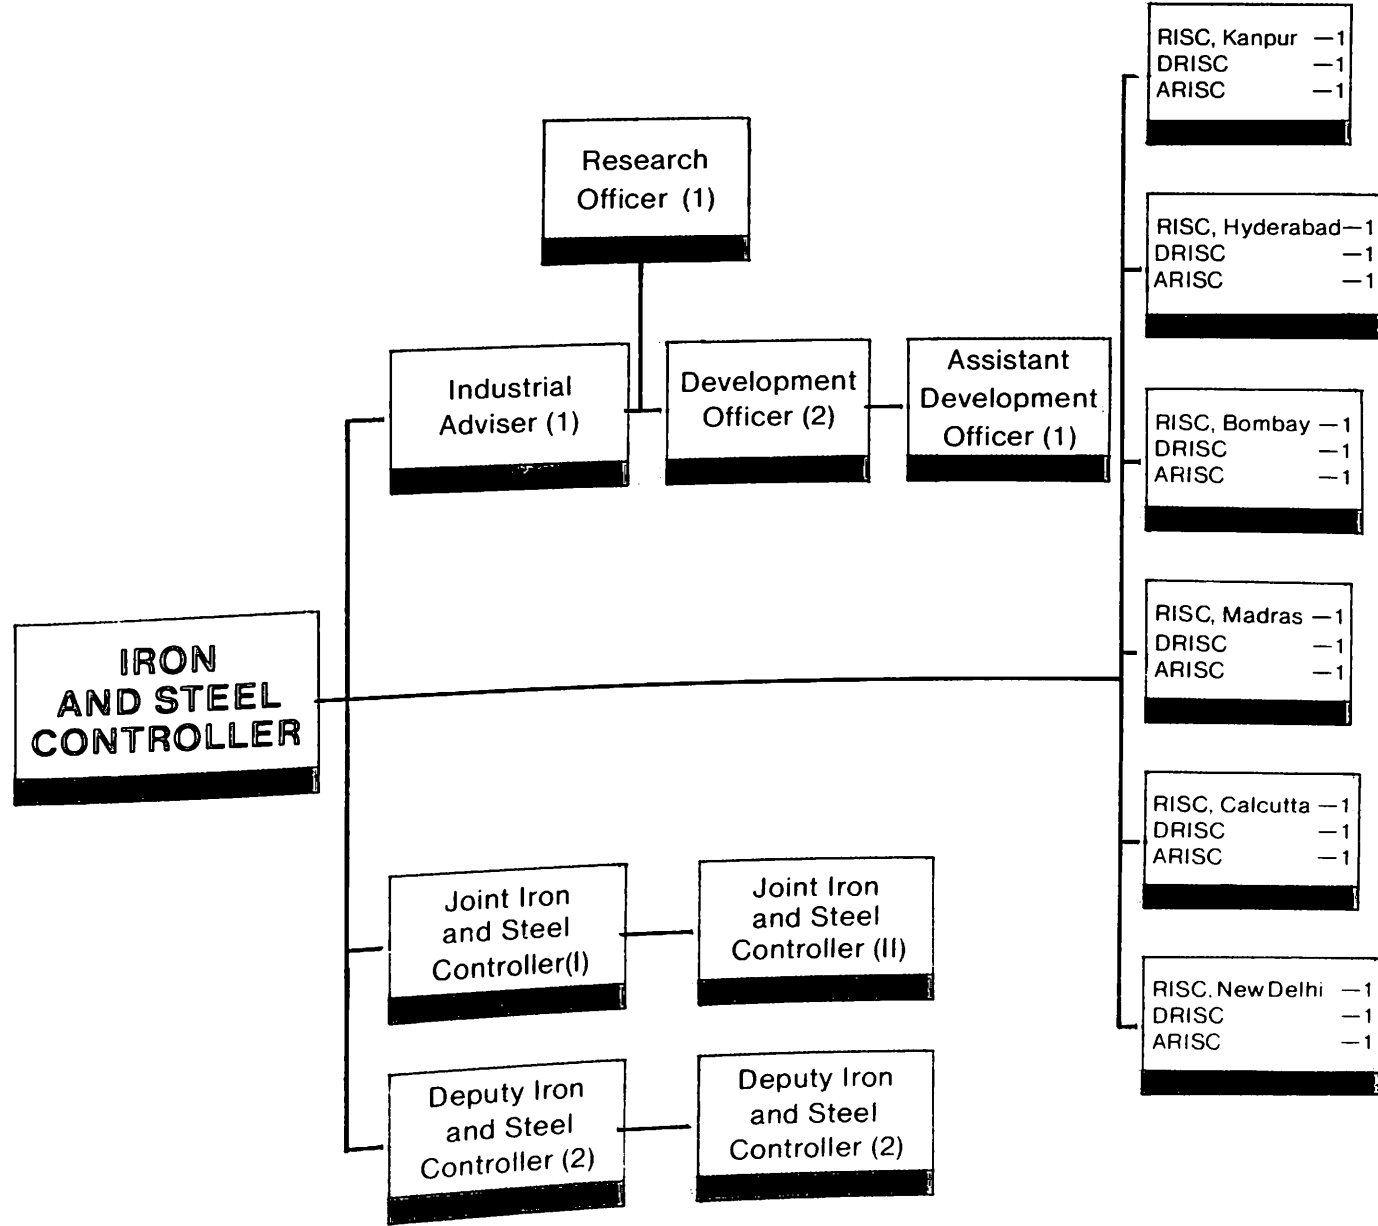 RISC, Kanpur —1
DRISC —1
ARISC —1
Research
Officer (1)
RISC, Hyderabad—1
DRISC —1
ARISC —1
Industrial
Adviser (1)
Development
Officer (2)
Assistant
Development
Officer (1)
RISC, Bombay —1
DRISC —1
ARISC —1
IRON
AND STEEL
CONTROLLER
RISC, Madras —1
DRISC —1
ARISC —1
RISC, Calcutta —1
DRISC —1
ARISC —1
Joint Iron
and Steel
Controller(I)
Joint Iron
and Steel
Controller (II)
RISC. New Delhi —1
DRISC —1
ARISC —1
Deputy Iron
and Steel
Controller (2)
Deputy Iron
and Steel
Controller (2)